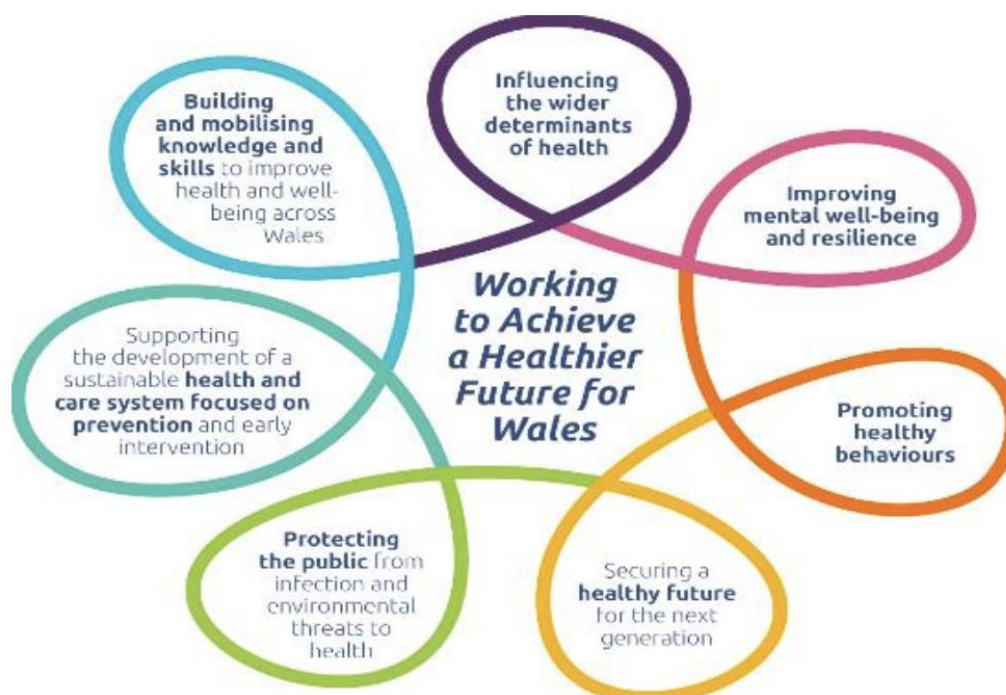 Influencing
the wider
determinants
of health
Improving
mental well-being
and resilience
Promoting
healthy
behaviours
Securing a
healthy future
for the next
generation
Protecting
the public from
infection and
environmental
threats to
health
Supporting
the development of a
sustainable health and
care system focused on
prevention and early
intervention
Building
and mobilising
knowledge and
skills to improve
health and well-
being across
Wales
Working
to Achieve
a Healthier
Future for
Wales